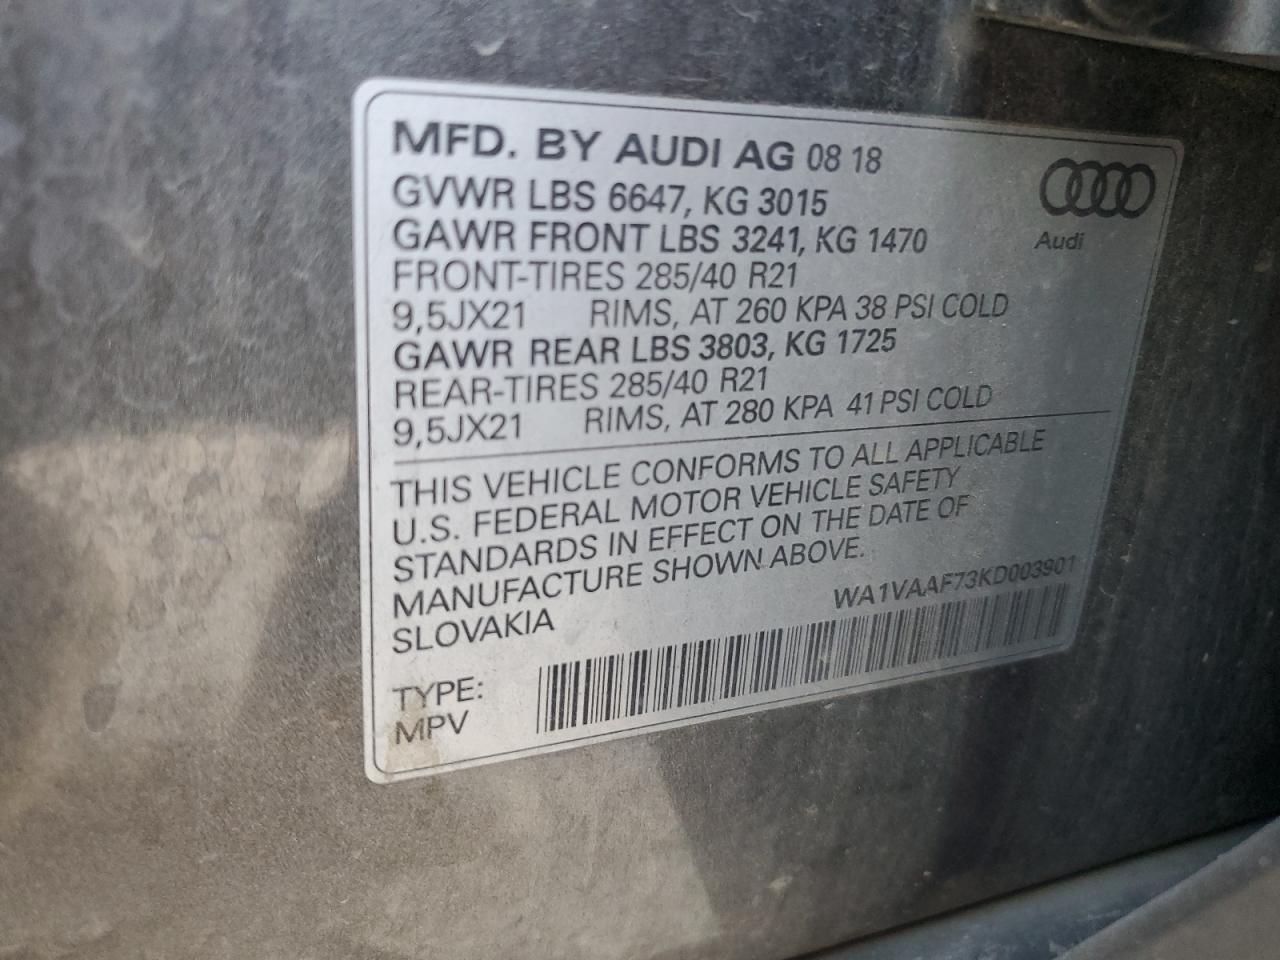 MFD. BY AUDI AG 08 18
GVWR LBS 6647, KG 3015
GAWR FRONT LBS 3241, KG 1470
FRONT-TIRES 285/40 R21
9,5JX21 RIMS, AT 260 KPA 38 PSI COLD
GAWR REAR LBS 3803, KG 1725
REAR-TIRES 285/40 R21
9,5JX21 RIMS, AT 280 KPA 41 PSI COLD
Audi
THIS VEHICLE CONFORMS TO ALL APPLICABLE
U.S. FEDERAL MOTOR VEHICLE SAFETY
STANDARDS IN EFFECT ON THE DATE OF
MANUFACTURE SHOWN ABOVE.
SLOVAKIA
WA1VAAF73KD003901
TYPE:
MPV